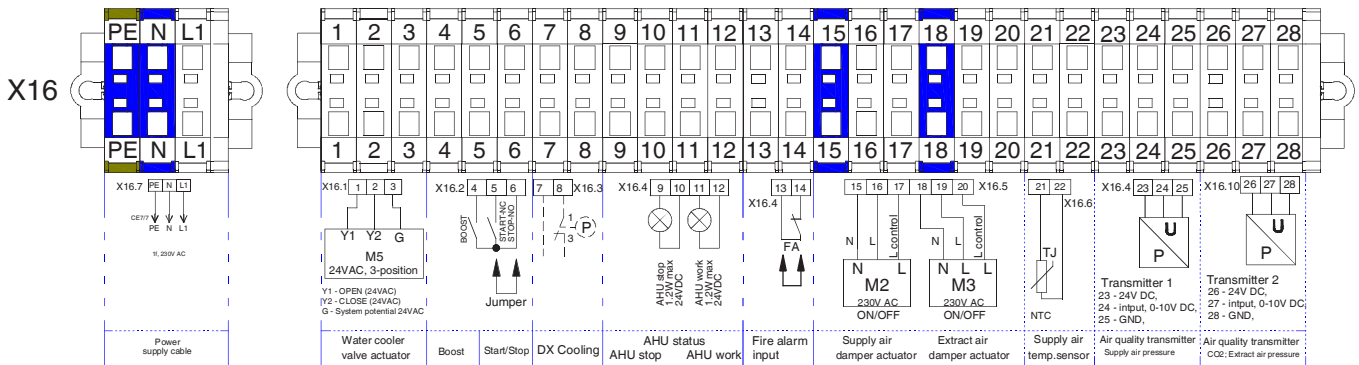 PE N L1 1 2 3 4 5 6 7 8 9 10 11 12 13 14 15 16 17 18 19 20 21 22 23 24 25 26 27 28
X16
PE N L1 1 2 3 4 5 6 7 8 9 10 11 12 13 14 15 16 17 18 19 20 21 22 23 24 25 26 27 28
X16.7 PE N L1
CE7/7
PE N L1
1f, 230V AC
Power
supply cable
X16.1 1 2 3
Y1 Y2 G
M5
24VAC, 3-position
Y1 - OPEN (24VAC)
Y2 - CLOSE (24VAC)
G - System potential 24VAC
Water cooler
valve actuator
X16.2 4 5 6
BOOST
START-NC
STOP-NO
Jumper
Boost
Start/Stop
7 8 X16.3
1
3
P
DX Cooling
X16.4 9 10 11 12
AHU stop
1.2W max
24VDC
AHU work
1.2W max
24VDC
AHU status
AHU stop AHU work
13 14
X16.4
FA
Fire alarm
input
15 16 17 18 19 20 X16.5
N L L control
N L
M2
230V AC
ON/OFF
Supply air
damper actuator
N L L control
N L L
M3
230V AC
ON/OFF
Extract air
damper actuator
21 22
X16.6
TJ
NTC
Supply air
temp.sensor
X16.4 23 24 25
U
P
Transmitter 1
23 - 24V DC,
24 - intput, 0-10V DC,
25 - GND,
Air quality transmitter
Supply air pressure
X16.10 26 27 28
U
P
Transmitter 2
26 - 24V DC,
27 - intput, 0-10V DC,
28 - GND,
Air quality transmitter
CO2; Extract air pressure